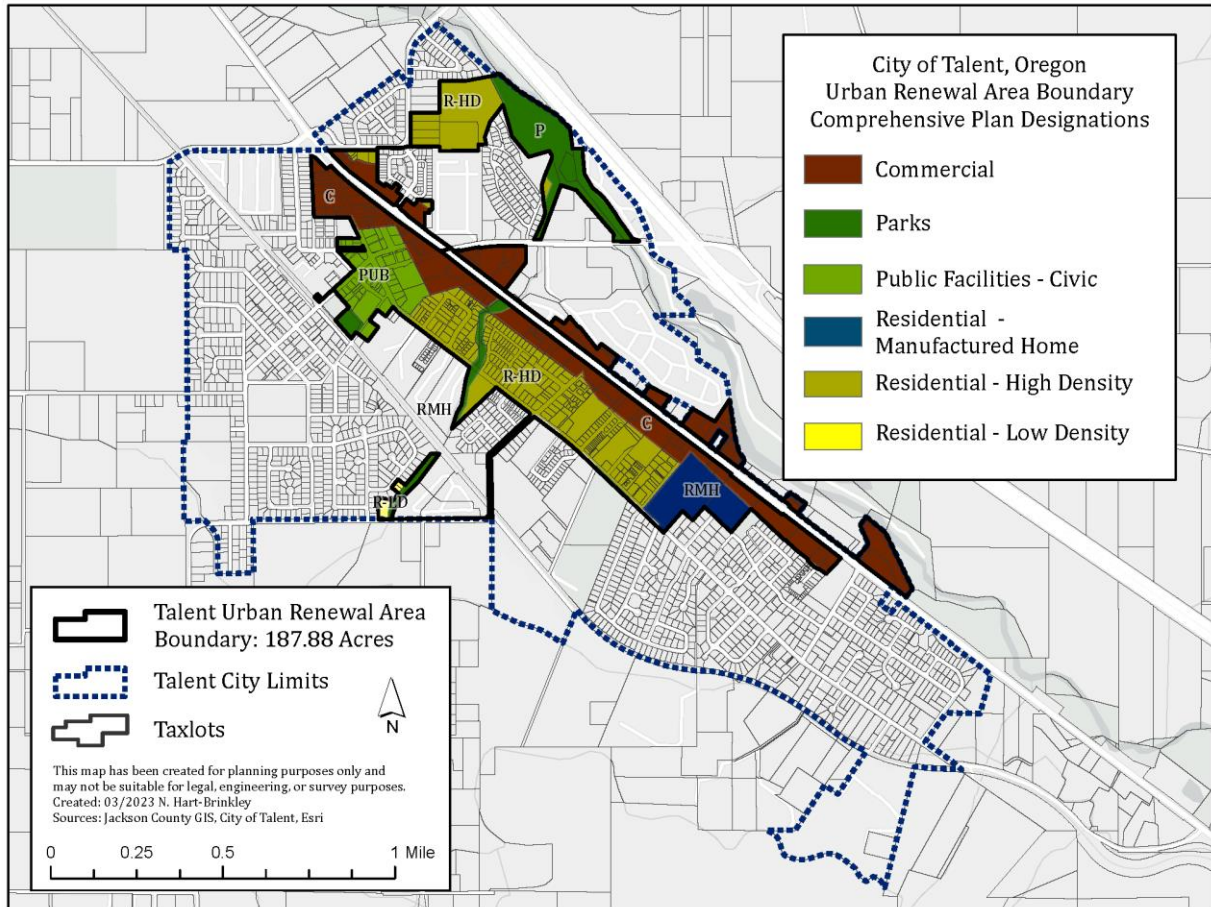 City of Talent, Oregon
Urban Renewal Area Boundary
Comprehensive Plan Designations
Commercial
Parks
Public Facilities - Civic
Residential -
Manufactured Home
Residential - High Density
Residential - Low Density
R-HD
P
C
PUB
R-HD
RMH
C
RMH
R-LD
Talent Urban Renewal Area
Boundary: 187.88 Acres
Talent City Limits
Taxlots
N
This map has been created for planning purposes only and
may not be suitable for legal, engineering, or survey purposes.
Created: 03/2023 N. Hart-Brinkley
Sources: Jackson County GIS, City of Talent, Esri
0 0.25 0.5 1 Mile